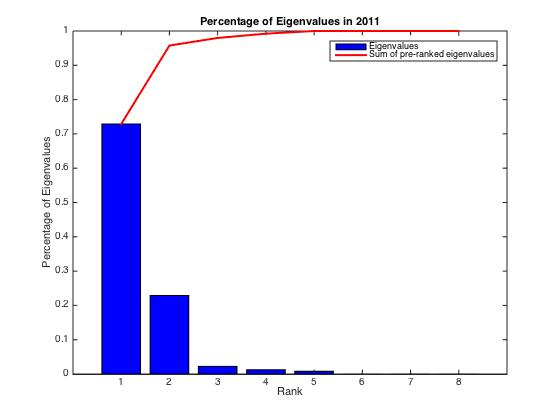 Percentage of Eigenvalues in 2011
Eigenvalues
Sum of pre-ranked eigenvalues
Percentage of Eigenvalues
1
0.9
0.8
0.7
0.6
0.5
0.4
0.3
0.2
0.1
0
1 2 3 4 5 6 7 8
Rank